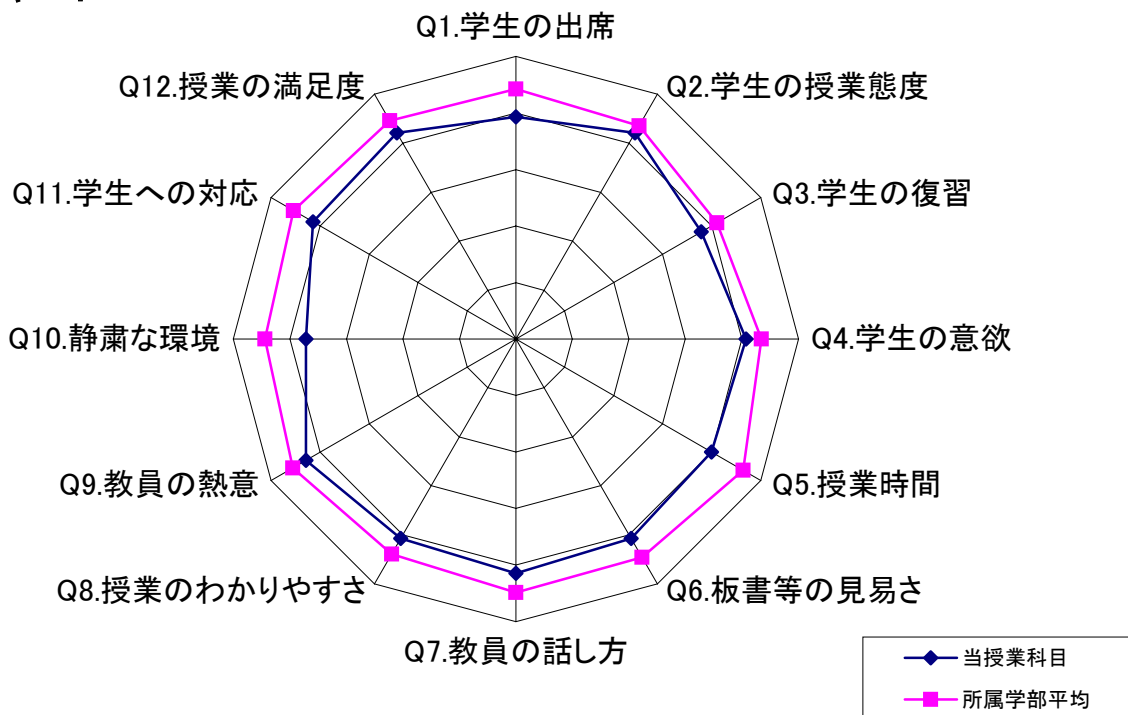 Q1.学生の出席
Q2.学生の授業態度
Q3.学生の復習
Q4.学生の意欲
Q5.授業時間
Q6.板書等の見易さ
Q7.教員の話し方
Q8.授業のわかりやすさ
Q9.教員の熱意
Q10.静粛な環境
Q11.学生への対応
Q12.授業の満足度
当授業科目
所属学部平均